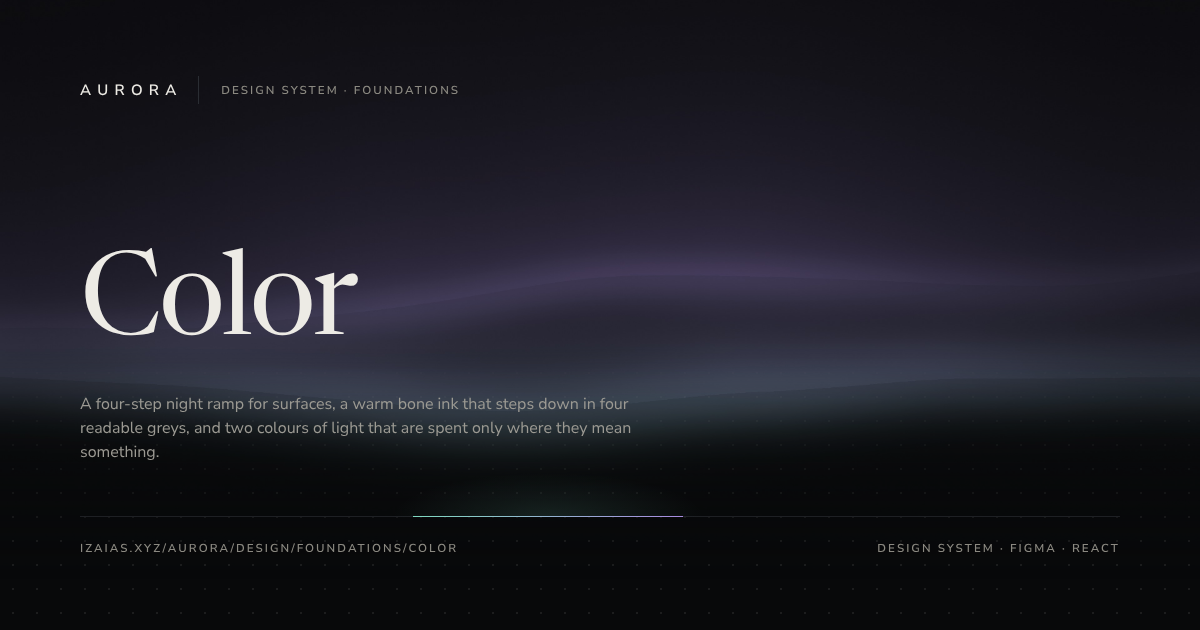 AURORA
DESIGN SYSTEM · FOUNDATIONS
Color
A four-step night ramp for surfaces, a warm bone ink that steps down in four
readable greys, and two colours of light that are spent only where they mean
something.
IZAIAS.XYZ/AURORA/DESIGN/FOUNDATIONS/COLOR
DESIGN SYSTEM · FIGMA · REACT